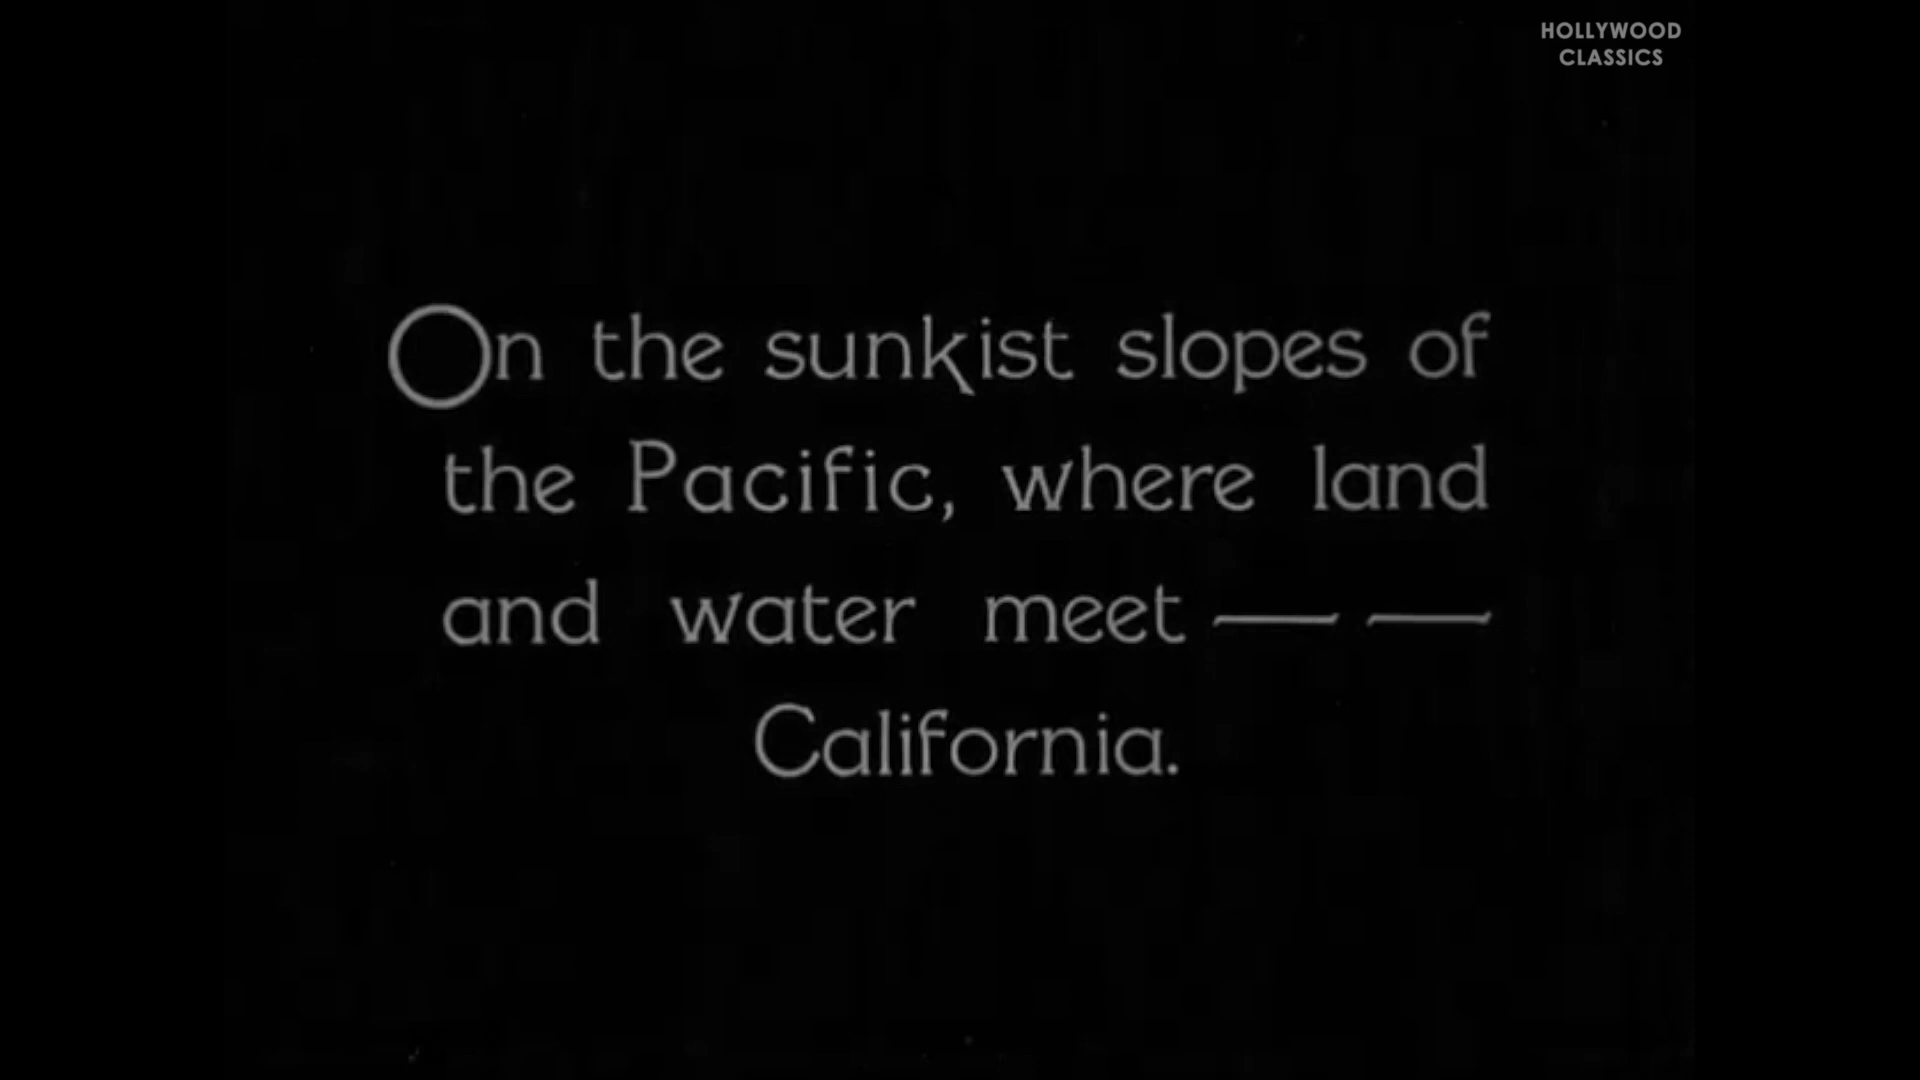 HOLLYWOOD
CLASSICS
On the sunkist slopes of
the Pacific, where land
and water meet — —
California.